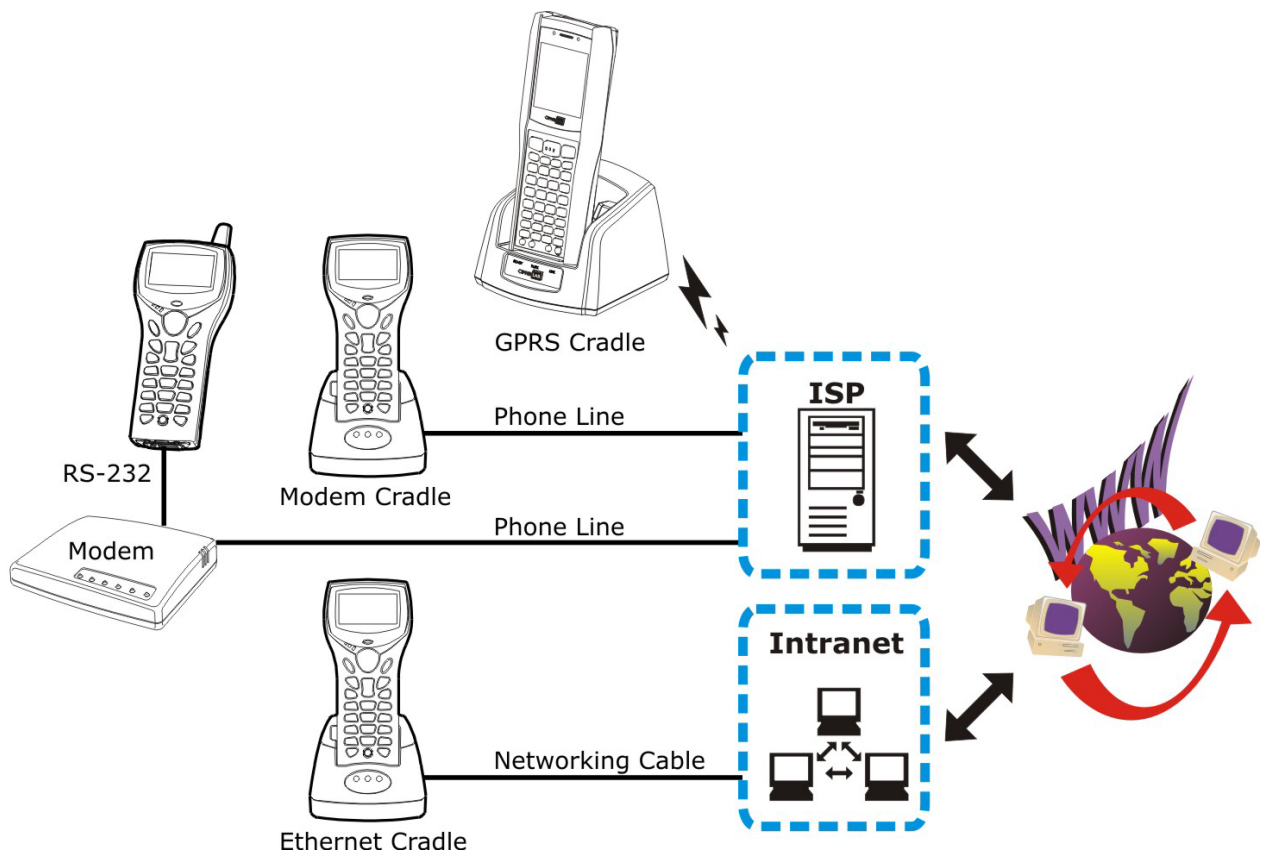 GPRS Cradle
ISP
Phone Line
RS-232
Modem Cradle
Phone Line
Modem
WWW
Intranet
Networking Cable
Ethernet Cradle